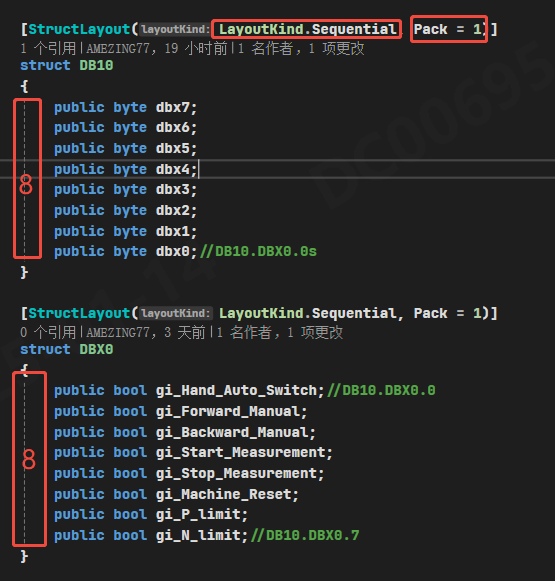 [StructLayout(layoutKind: LayoutKind.Sequential, Pack = 1)]
1 个引用|AMEZING77，19 小时前|1 名作者，1 项更改
struct DB10
{
public byte dbx7;
public byte dbx6;
public byte dbx5;
public byte dbx4;
8
public byte dbx3;
public byte dbx2;
public byte dbx1;
public byte dbx0;//DB10.DBX0.0s
}
[StructLayout(layoutKind: LayoutKind.Sequential, Pack = 1)]
0 个引用|AMEZING77，3 天前|1 名作者，1 项更改
struct DBX0
{
public bool gi_Hand_Auto_Switch;//DB10.DBX0.0
public bool gi_Forward_Manual;
public bool gi_Backward_Manual;
public bool gi_Start_Measurement;
8
public bool gi_Stop_Measurement;
public bool gi_Machine_Reset;
public bool gi_P_limit;
public bool gi_N_limit;//DB10.DBX0.7
}
DC00695